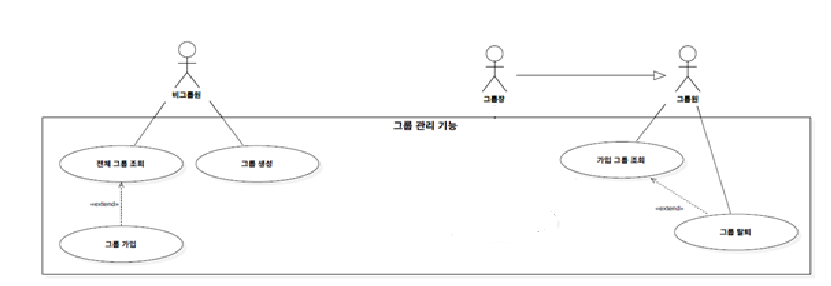 비그룹원
그룹장
그룹원
그룹 관리 기능
전체 그룹 조회
그룹 생성
가입 그룹 조회
«extend»
«extend»
그룹 탈퇴
그룹 가입